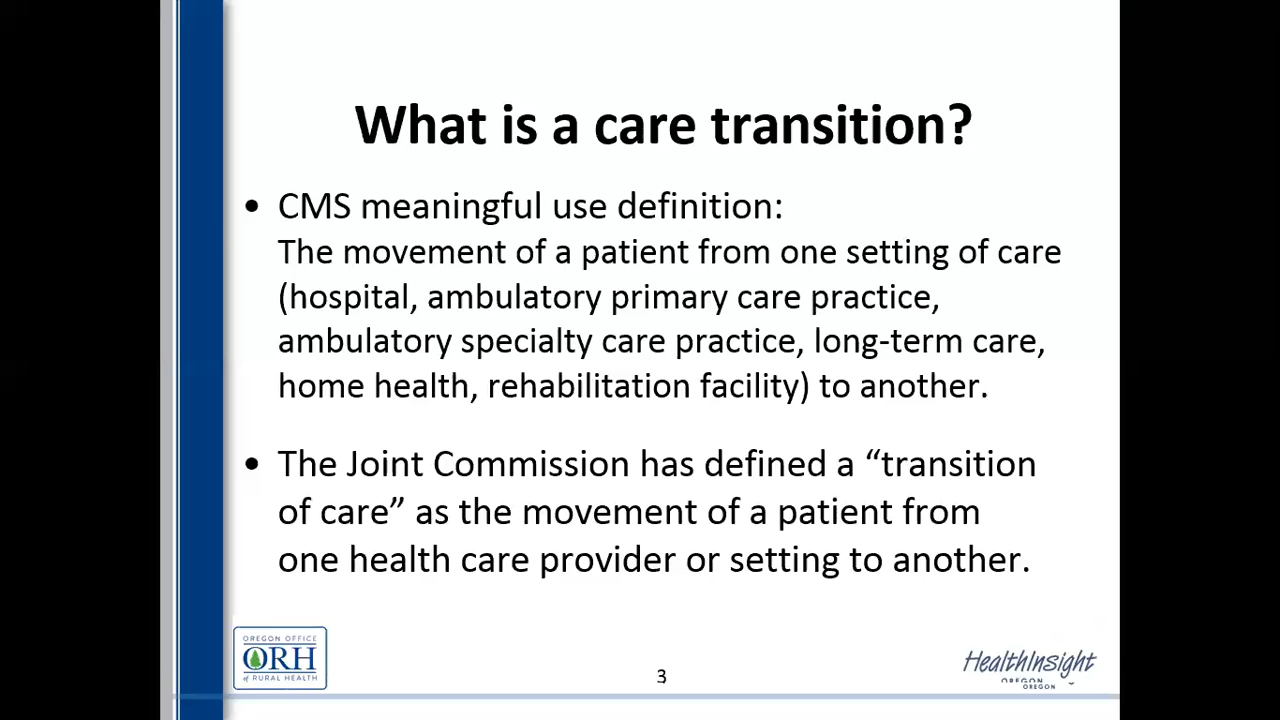 What is a care transition?
• CMS meaningful use definition:
The movement of a patient from one setting of care
(hospital, ambulatory primary care practice,
ambulatory specialty care practice, long-term care,
home health, rehabilitation facility) to another.
• The Joint Commission has defined a “transition
of care” as the movement of a patient from
one health care provider or setting to another.
OREGON OFFICE
ORH
of RURAL HEALTH
3
HealthInsight
OREGON
OREGON